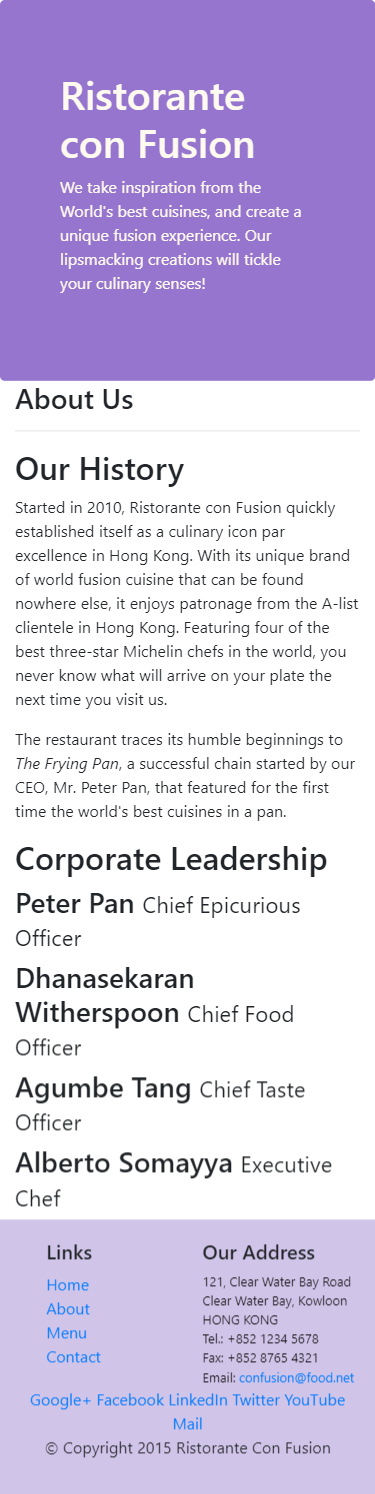 Ristorante
con Fusion
We take inspiration from the
World's best cuisines, and create a
unique fusion experience. Our
lipsmacking creations will tickle
your culinary senses!
About Us
Our History
Started in 2010, Ristorante con Fusion quickly
established itself as a culinary icon par
excellence in Hong Kong. With its unique brand
of world fusion cuisine that can be found
nowhere else, it enjoys patronage from the A-list
clientele in Hong Kong. Featuring four of the
best three-star Michelin chefs in the world, you
never know what will arrive on your plate the
next time you visit us.
The restaurant traces its humble beginnings to
The Frying Pan, a successful chain started by our
CEO, Mr. Peter Pan, that featured for the first
time the world's best cuisines in a pan.
Corporate Leadership
Peter Pan Chief Epicurious
Officer
Dhanasekaran
Witherspoon Chief Food
Officer
Agumbe Tang Chief Taste
Officer
Alberto Somayya Executive
Chef
Links
Home
About
Menu
Contact
Our Address
121, Clear Water Bay Road
Clear Water Bay, Kowloon
HONG KONG
Tel.: +852 1234 5678
Fax: +852 8765 4321
Email: confusion@food.net
Google+ Facebook LinkedIn Twitter YouTube
Mail
© Copyright 2015 Ristorante Con Fusion